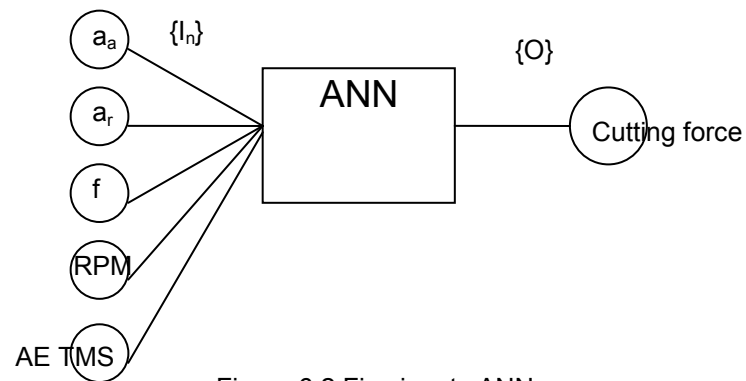 aₐ
{Iₙ}
{O}
ANN
aᵣ
Cutting force
f
RPM
AE TMS